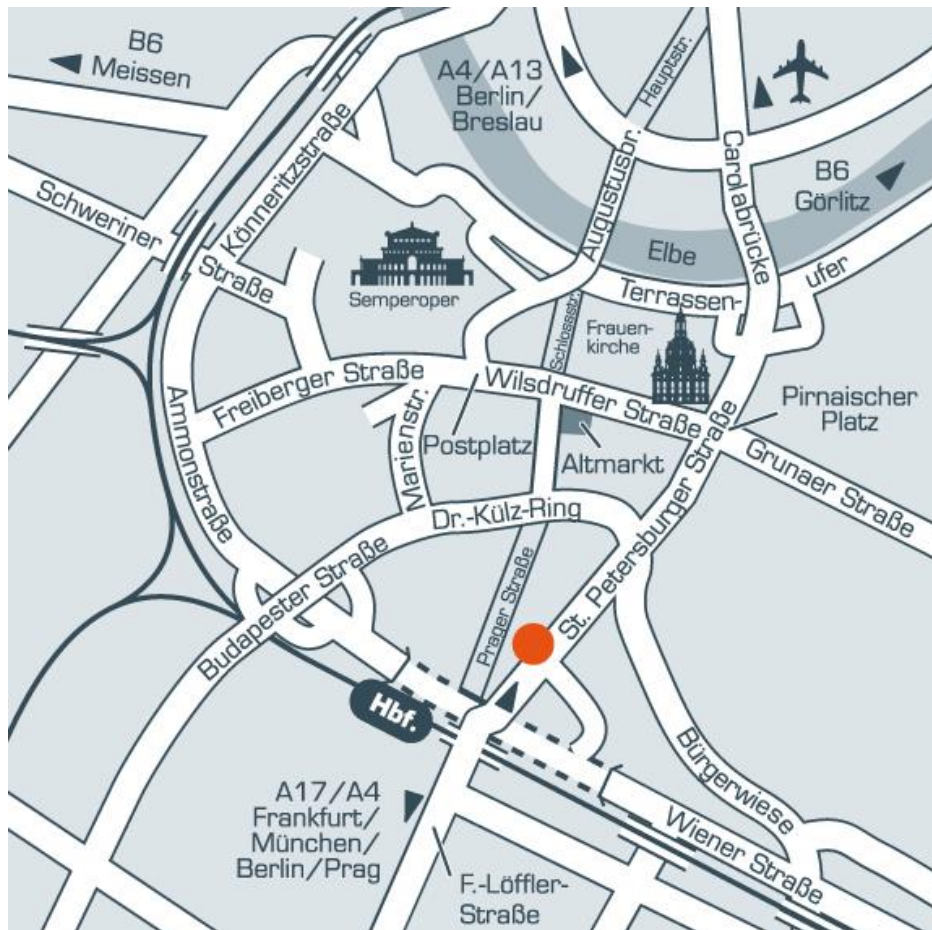 B6
Meissen
A4/A13
Berlin/
Breslau
Hauptstr.
Carolabrücke
B6
Görlitz
Könneritzstraße
Augustusbr.
Schweriner
Straße
Semperoper
Elbe
Terrassen-
ufer
Schlossstr.
Frauen-
kirche
Freiberger Straße
Wilsdruffer Straße
Pirnaischer
Platz
Ammonstraße
Marienstr.
Postplatz
Altmarkt
Grunaer Straße
Dr.-Külz-Ring
St. Petersburger Straße
Budapester Straße
Prager Straße
Hbf.
Bürgerwiese
A17/A4
Frankfurt/
München/
Berlin/Prag
Wiener Straße
F.-Löffler-
Straße